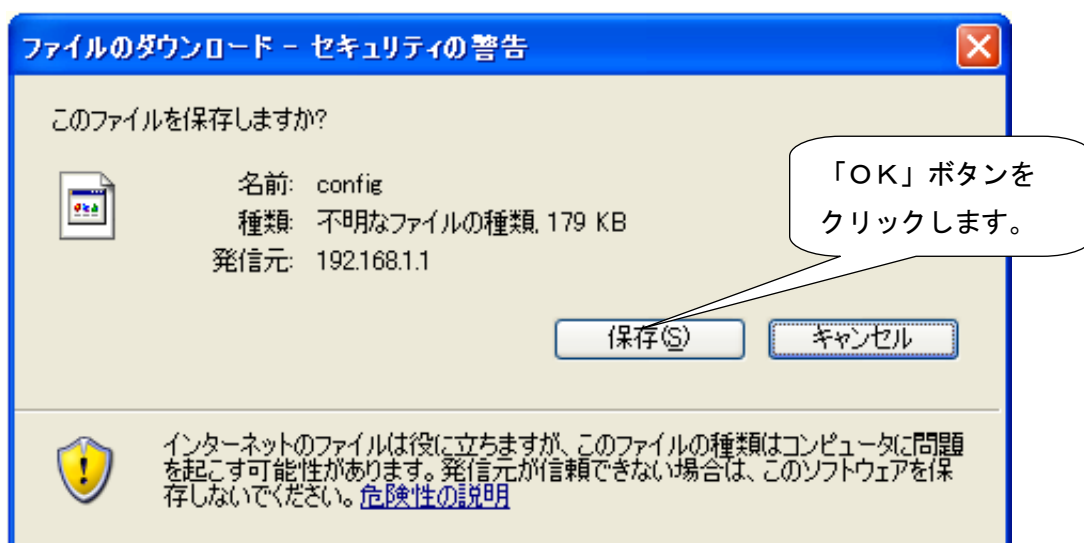 ファイルのダウンロード - セキュリティの警告
このファイルを保存しますか?
名前: config
種類: 不明なファイルの種類, 179 KB
発信元: 192.168.1.1
「ＯＫ」ボタンを
クリックします。
保存(S)
キャンセル
インターネットのファイルは役に立ちますが、このファイルの種類はコンピュータに問題
を起こす可能性があります。発信元が信頼できない場合は、このソフトウェアを保
存しないでください。危険性の説明